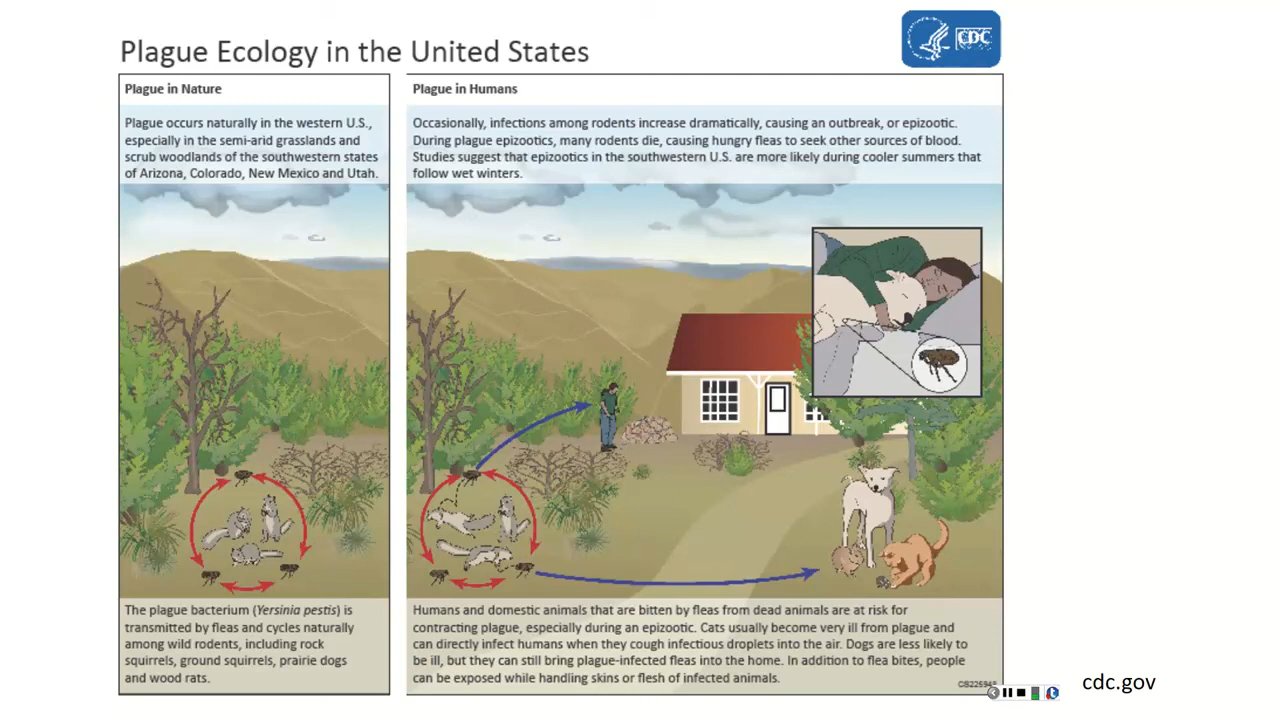 Plague Ecology in the United States
CDC
Plague in Nature
Plague occurs naturally in the western U.S.,
especially in the semi-arid grasslands and
scrub woodlands of the southwestern states
of Arizona, Colorado, New Mexico and Utah.
The plague bacterium (Yersinia pestis) is
transmitted by fleas and cycles naturally
among wild rodents, including rock
squirrels, ground squirrels, prairie dogs
and wood rats.
Plague in Humans
Occasionally, infections among rodents increase dramatically, causing an outbreak, or epizootic.
During plague epizootics, many rodents die, causing hungry fleas to seek other sources of blood.
Studies suggest that epizootics in the southwestern U.S. are more likely during cooler summers that
follow wet winters.
Humans and domestic animals that are bitten by fleas from dead animals are at risk for
contracting plague, especially during an epizootic. Cats usually become very ill from plague and
can directly infect humans when they cough infectious droplets into the air. Dogs are less likely to
be ill, but they can still bring plague-infected fleas into the home. In addition to flea bites, people
can be exposed while handling skins or flesh of infected animals.
cdc.gov